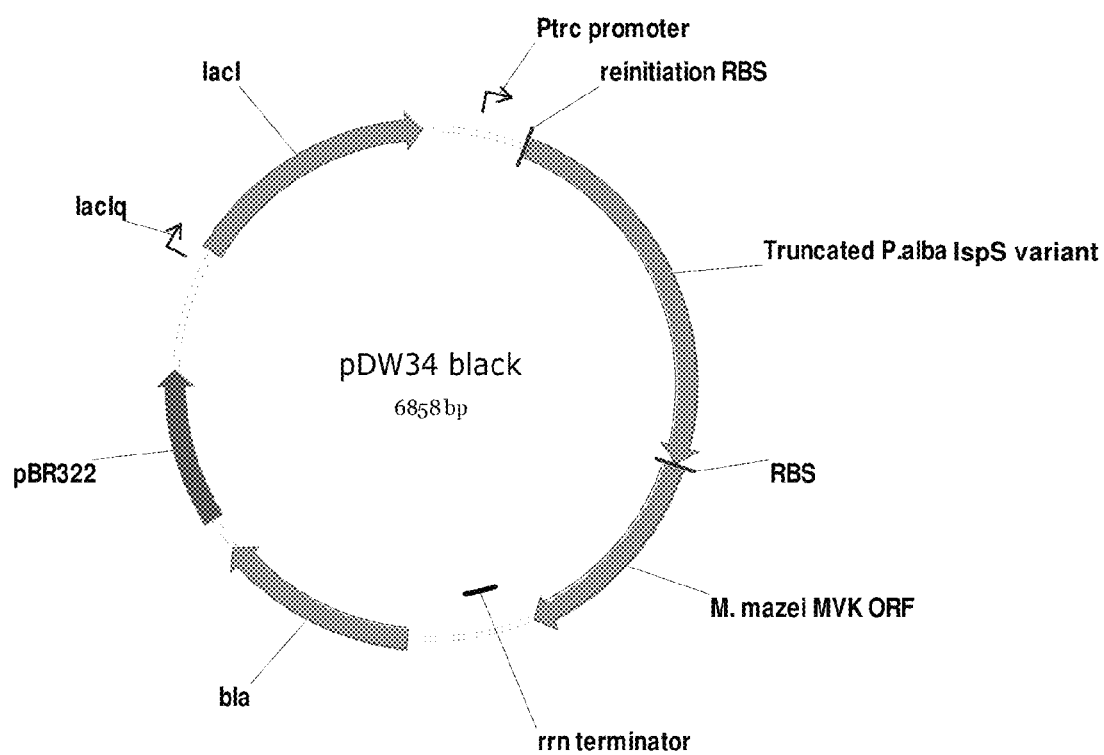 Ptrc promoter
reinitiation RBS
lacI
lacIq
Truncated P.alba IspS variant
pDW34 black
6858 bp
pBR322
RBS
M. mazei MVK ORF
bla
rrn terminator